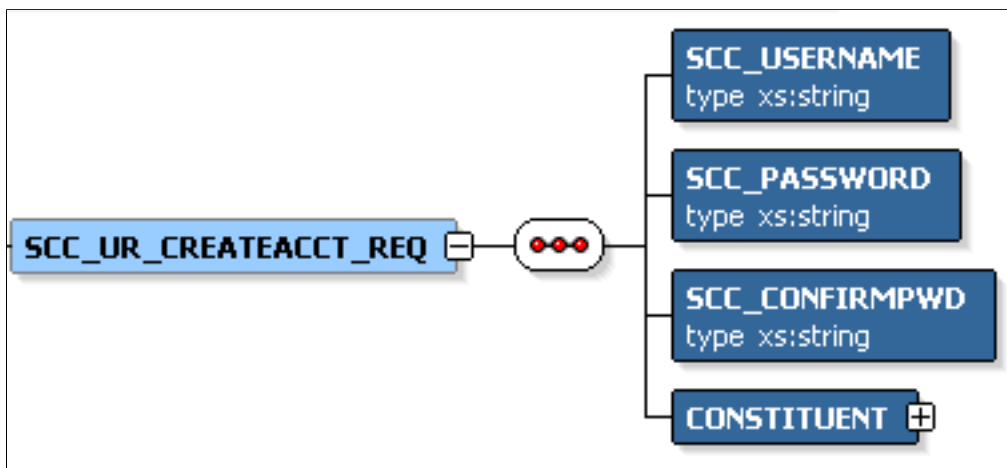 SCC_USERNAME
type xs:string
SCC_PASSWORD
type xs:string
SCC_UR_CREATEACCT_REQ
SCC_CONFIRMPWD
type xs:string
CONSTITUENT